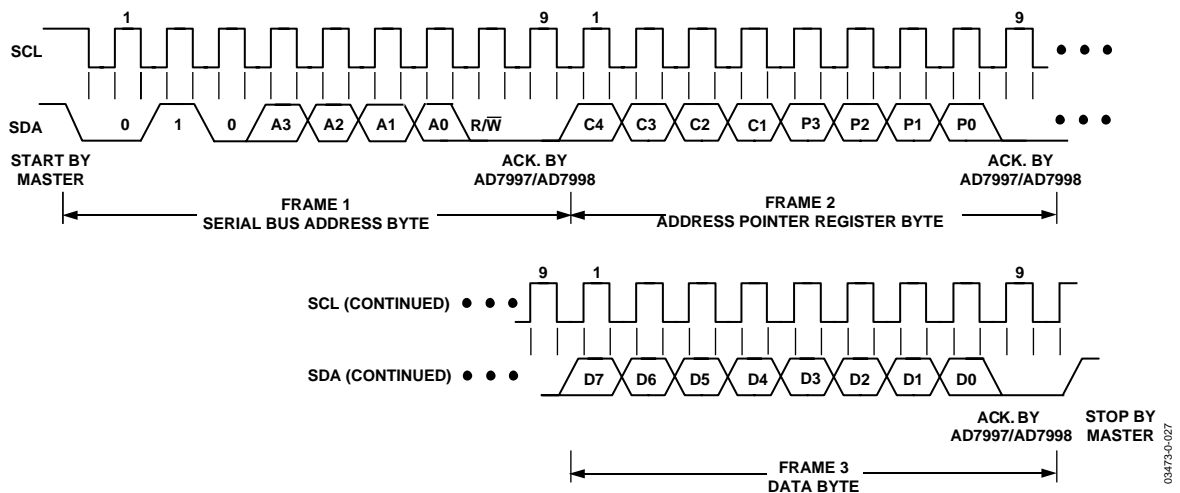 1 9 1 9
SCL
SDA 0 1 0 A3 A2 A1 A0 R/W̅ C4 C3 C2 C1 P3 P2 P1 P0
START BY MASTER
ACK. BY AD7997/AD7998
ACK. BY AD7997/AD7998
FRAME 1
SERIAL BUS ADDRESS BYTE
FRAME 2
ADDRESS POINTER REGISTER BYTE
9 1 9
SCL (CONTINUED)
SDA (CONTINUED) D7 D6 D5 D4 D3 D2 D1 D0
ACK. BY AD7997/AD7998
STOP BY MASTER
FRAME 3
DATA BYTE
03473-0-027